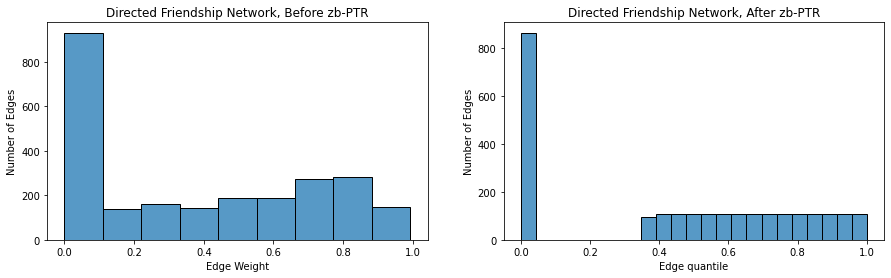 Directed Friendship Network, Before zb-PTR
Number of Edges
800
600
400
200
0
0.0 0.2 0.4 0.6 0.8 1.0
Edge Weight
Directed Friendship Network, After zb-PTR
Number of Edges
800
600
400
200
0
0.0 0.2 0.4 0.6 0.8 1.0
Edge quantile